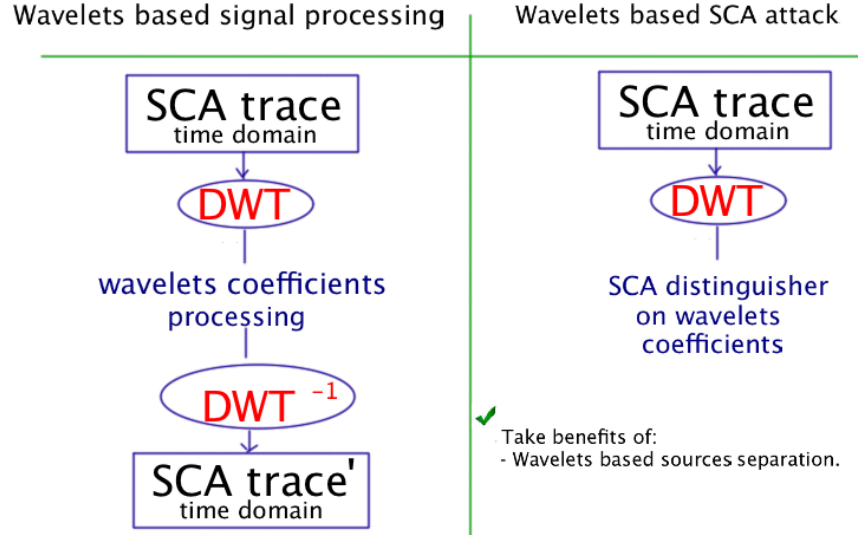 Wavelets based signal processing
SCA trace
time domain
DWT
wavelets coefficients
processing
DWT -1
SCA trace'
time domain
Wavelets based SCA attack
SCA trace
time domain
DWT
SCA distinguisher
on wavelets
coefficients
Take benefits of:
- Wavelets based sources separation.